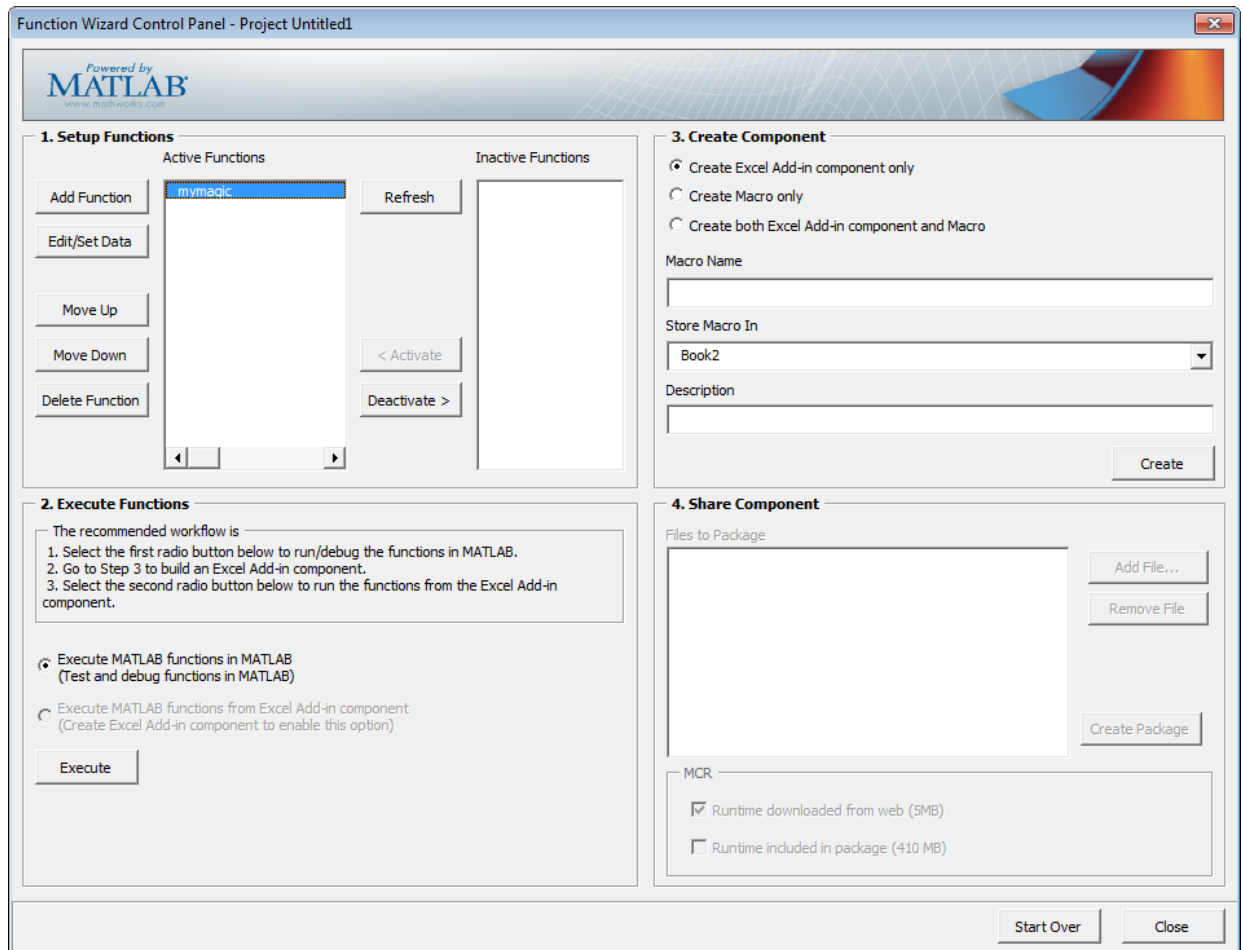 Function Wizard Control Panel - Project Untitled1
Powered by
MATLAB
www.mathworks.com
1. Setup Functions
Active Functions
Inactive Functions
Add Function
mymagic
Refresh
Edit/Set Data
Move Up
Move Down
< Activate
Delete Function
Deactivate >
3. Create Component
Create Excel Add-in component only
Create Macro only
Create both Excel Add-in component and Macro
Macro Name
Store Macro In
Book2
Description
Create
2. Execute Functions
The recommended workflow is
1. Select the first radio button below to run/debug the functions in MATLAB.
2. Go to Step 3 to build an Excel Add-in component.
3. Select the second radio button below to run the functions from the Excel Add-in
component.
Execute MATLAB functions in MATLAB
(Test and debug functions in MATLAB)
Execute MATLAB functions from Excel Add-in component
(Create Excel Add-in component to enable this option)
Execute
4. Share Component
Files to Package
Add File...
Remove File
Create Package
MCR
Runtime downloaded from web (5MB)
Runtime included in package (410 MB)
Start Over
Close